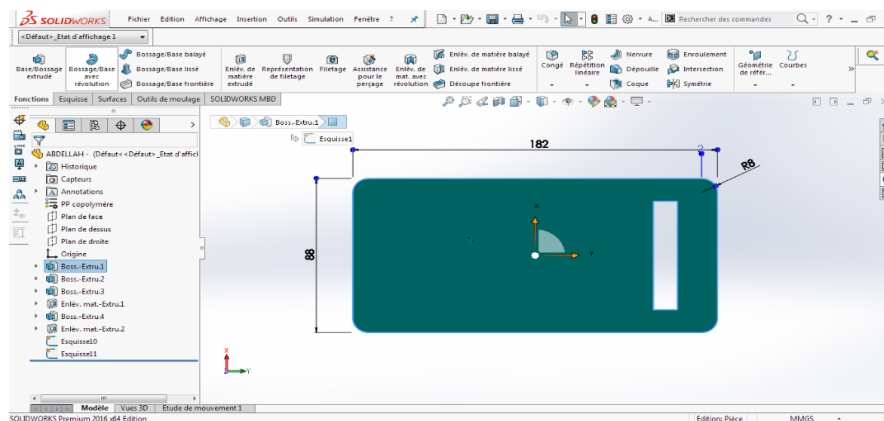 SOLIDWORKS Fichier Edition Affichage Insertion Outils Simulation Fenêtre ? A... Rechercher des commandes
<Défaut>_Etat d'affichage 1
Base/Bossage extrudé
Bossage/Base avec révolution
Bossage/Base balayé
Bossage/Base lissé
Bossage/Base frontière
Enlèv. de matière extrudé
Représentation de filetage
Filetage
Assistance pour le perçage
Enlèv. de mat. avec révolution
Enlèv. de matière balayé
Enlèv. de matière lissé
Découpe frontière
Congé
Répétition linéaire
Nervure
Dépouille
Coque
Enroulement
Intersection
Symétrie
Géométrie de référ...
Courbes
Fonctions Esquisse Surfaces Outils de moulage SOLIDWORKS MBD
Boss.-Extru.1
Esquisse1
ABDELLAH - (Défaut<<Défaut>_Etat d'affich
Historique
Capteurs
Annotations
PP copolymère
Plan de face
Plan de dessus
Plan de droite
Origine
Boss.-Extru.1
Boss.-Extru.2
Boss.-Extru.3
Enlèv. mat.-Extru.1
Boss.-Extru.4
Enlèv. mat.-Extru.2
Esquisse10
Esquisse11
182
R8
88
X
Y
X
Y
Modèle Vues 3D Etude de mouvement 1
SOLIDWORKS Premium 2016 x64 Edition Edition: Pièce MMGS